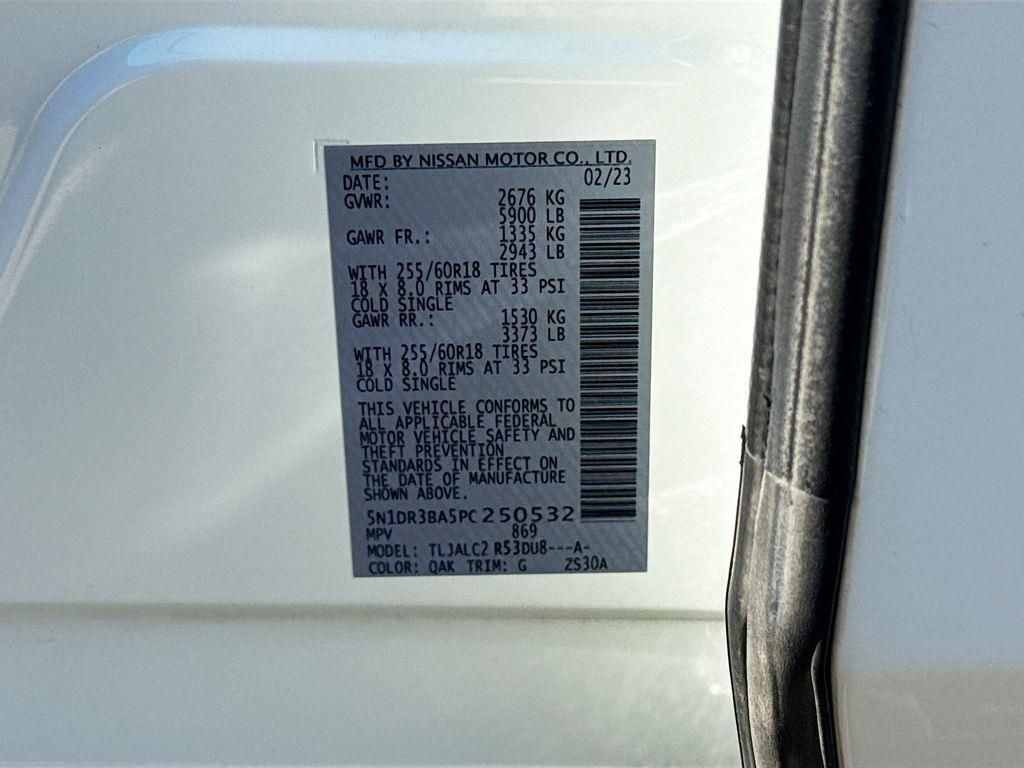 MFD BY NISSAN MOTOR CO., LTD.
DATE: 02/23
GVWR: 2676 KG
5900 LB
GAWR FR.: 1335 KG
2943 LB
WITH 255/60R18 TIRES
18 X 8.0 RIMS AT 33 PSI
COLD SINGLE
GAWR RR.: 1530 KG
3373 LB
WITH 255/60R18 TIRES
18 X 8.0 RIMS AT 33 PSI
COLD SINGLE
THIS VEHICLE CONFORMS TO
ALL APPLICABLE FEDERAL
MOTOR VEHICLE SAFETY AND
THEFT PREVENTION
STANDARDS IN EFFECT ON
THE DATE OF MANUFACTURE
SHOWN ABOVE.
5N1DR3BA5PC250532
MPV 869
MODEL: TLJALC2 R53DU8---A-
COLOR: QAK TRIM: G ZS30A